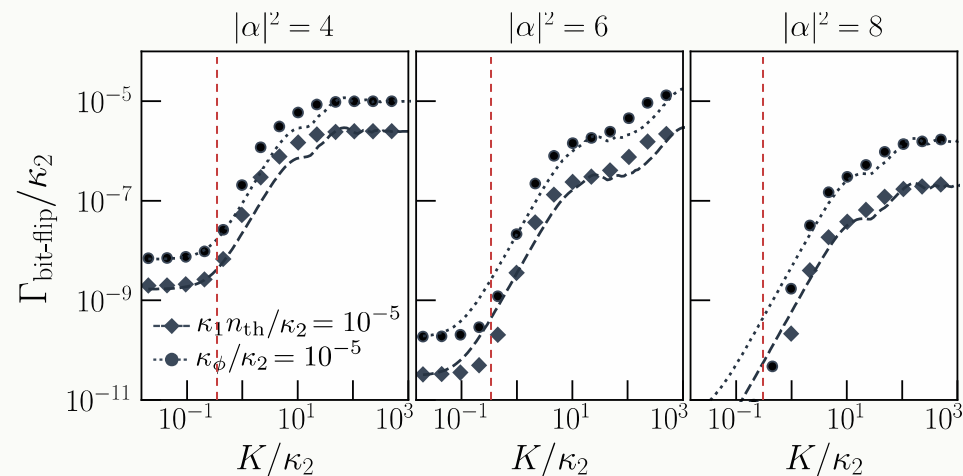 |α|² = 4
|α|² = 6
|α|² = 8
Γ_bit-flip/κ₂
10⁻⁵
10⁻⁷
10⁻⁹
10⁻¹¹
κ₁n_th/κ₂ = 10⁻⁵
κ_ϕ/κ₂ = 10⁻⁵
10⁻¹ 10¹ 10³
10⁻¹ 10¹ 10³
10⁻¹ 10¹ 10³
K/κ₂
K/κ₂
K/κ₂